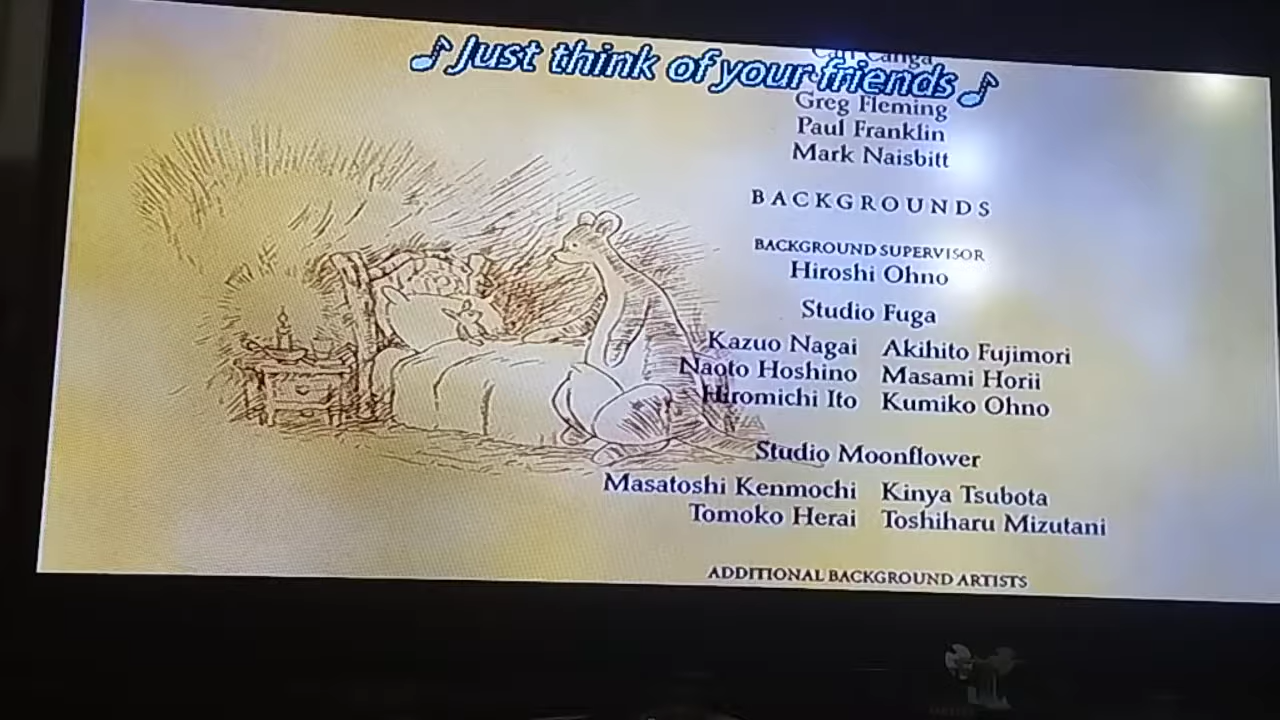 ♪ Just think of your friends ♪
Greg Fleming
Paul Franklin
Mark Naisbitt
BACKGROUNDS
BACKGROUND SUPERVISOR
Hiroshi Ohno
Studio Fuga
Kazuo Nagai Akihito Fujimori
Naoto Hoshino Masami Horii
Hiromichi Ito Kumiko Ohno
Studio Moonflower
Masatoshi Kenmochi Kinya Tsubota
Tomoko Herai Toshiharu Mizutani
ADDITIONAL BACKGROUND ARTISTS